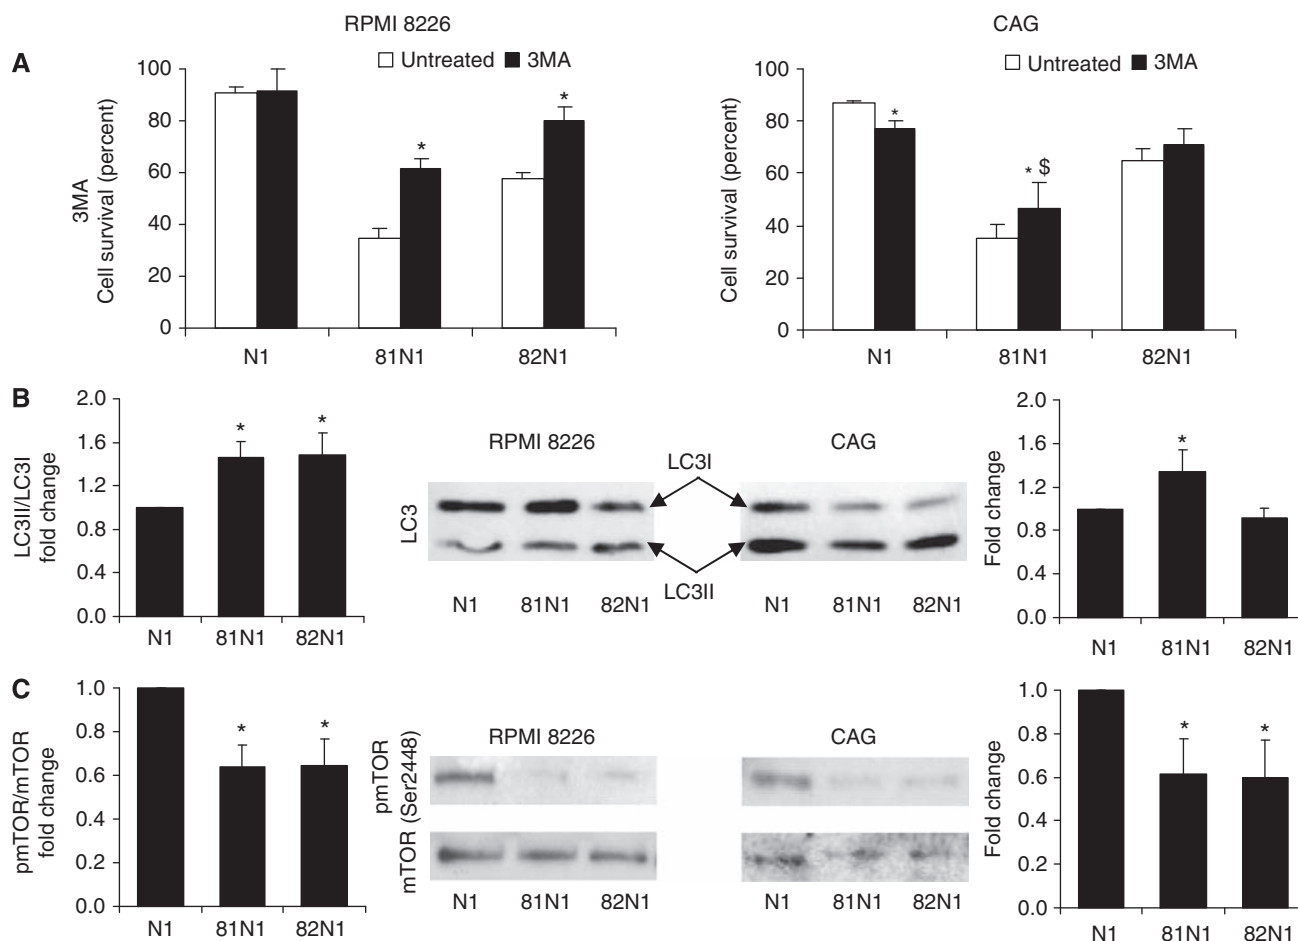 RPMI 8226
CAG
A
Untreated 3MA
Untreated 3MA
3MA
Cell survival (percent)
100
80
60
40
20
0
*
*
N1 81N1 82N1
Cell survival (percent)
100
80
60
40
20
0
*
* $
N1 81N1 82N1
B
LC3II/LC3I
fold change
2.0
1.6
1.2
0.8
0.4
0.0
*
*
N1 81N1 82N1
RPMI 8226
CAG
LC3
LC3I
LC3II
N1 81N1 82N1
N1 81N1 82N1
Fold change
2.0
1.6
1.2
0.8
0.4
0.0
*
N1 81N1 82N1
C
pmTOR/mTOR
fold change
1.0
0.8
0.6
0.4
0.2
0.0
*
*
N1 81N1 82N1
RPMI 8226
CAG
pmTOR
(Ser2448)
mTOR
N1 81N1 82N1
N1 81N1 82N1
Fold change
1.0
0.8
0.6
0.4
0.2
0.0
*
*
N1 81N1 82N1